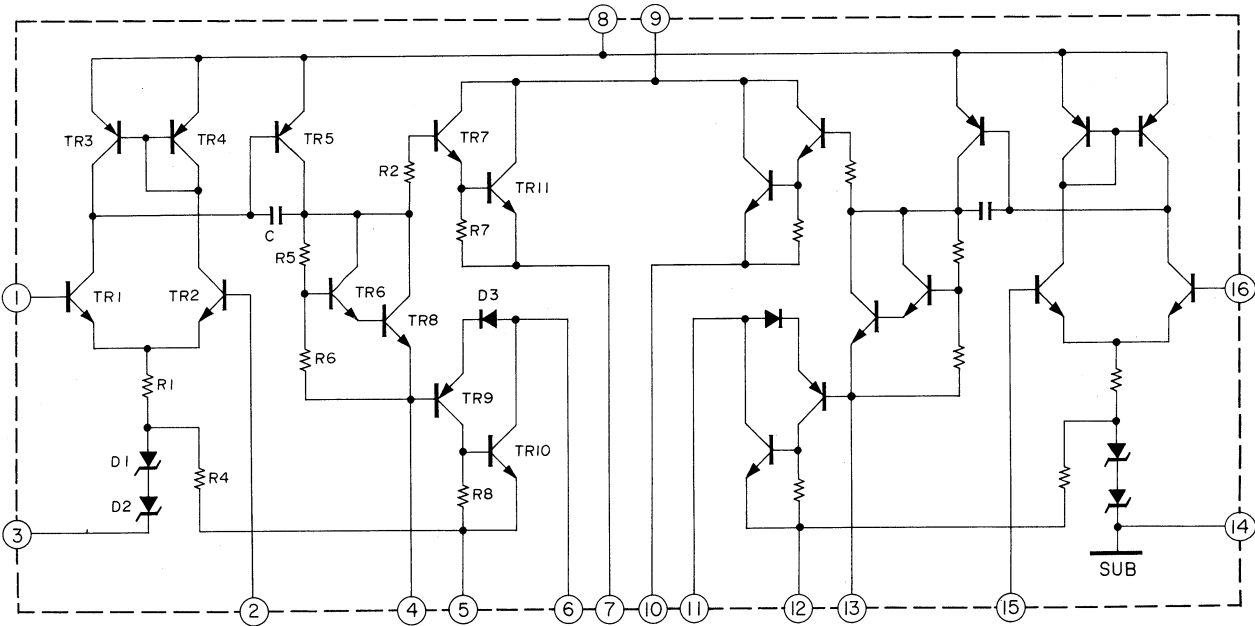 8 9
TR3 TR4 TR5 TR7
R2 TR11
C R5 R7
1 TR1 TR2 TR6 TR8 D3 16
R1 R6 TR9
D1 R4 TR10
D2 R8
3 14
SUB
2 4 5 6 7 10 11 12 13 15